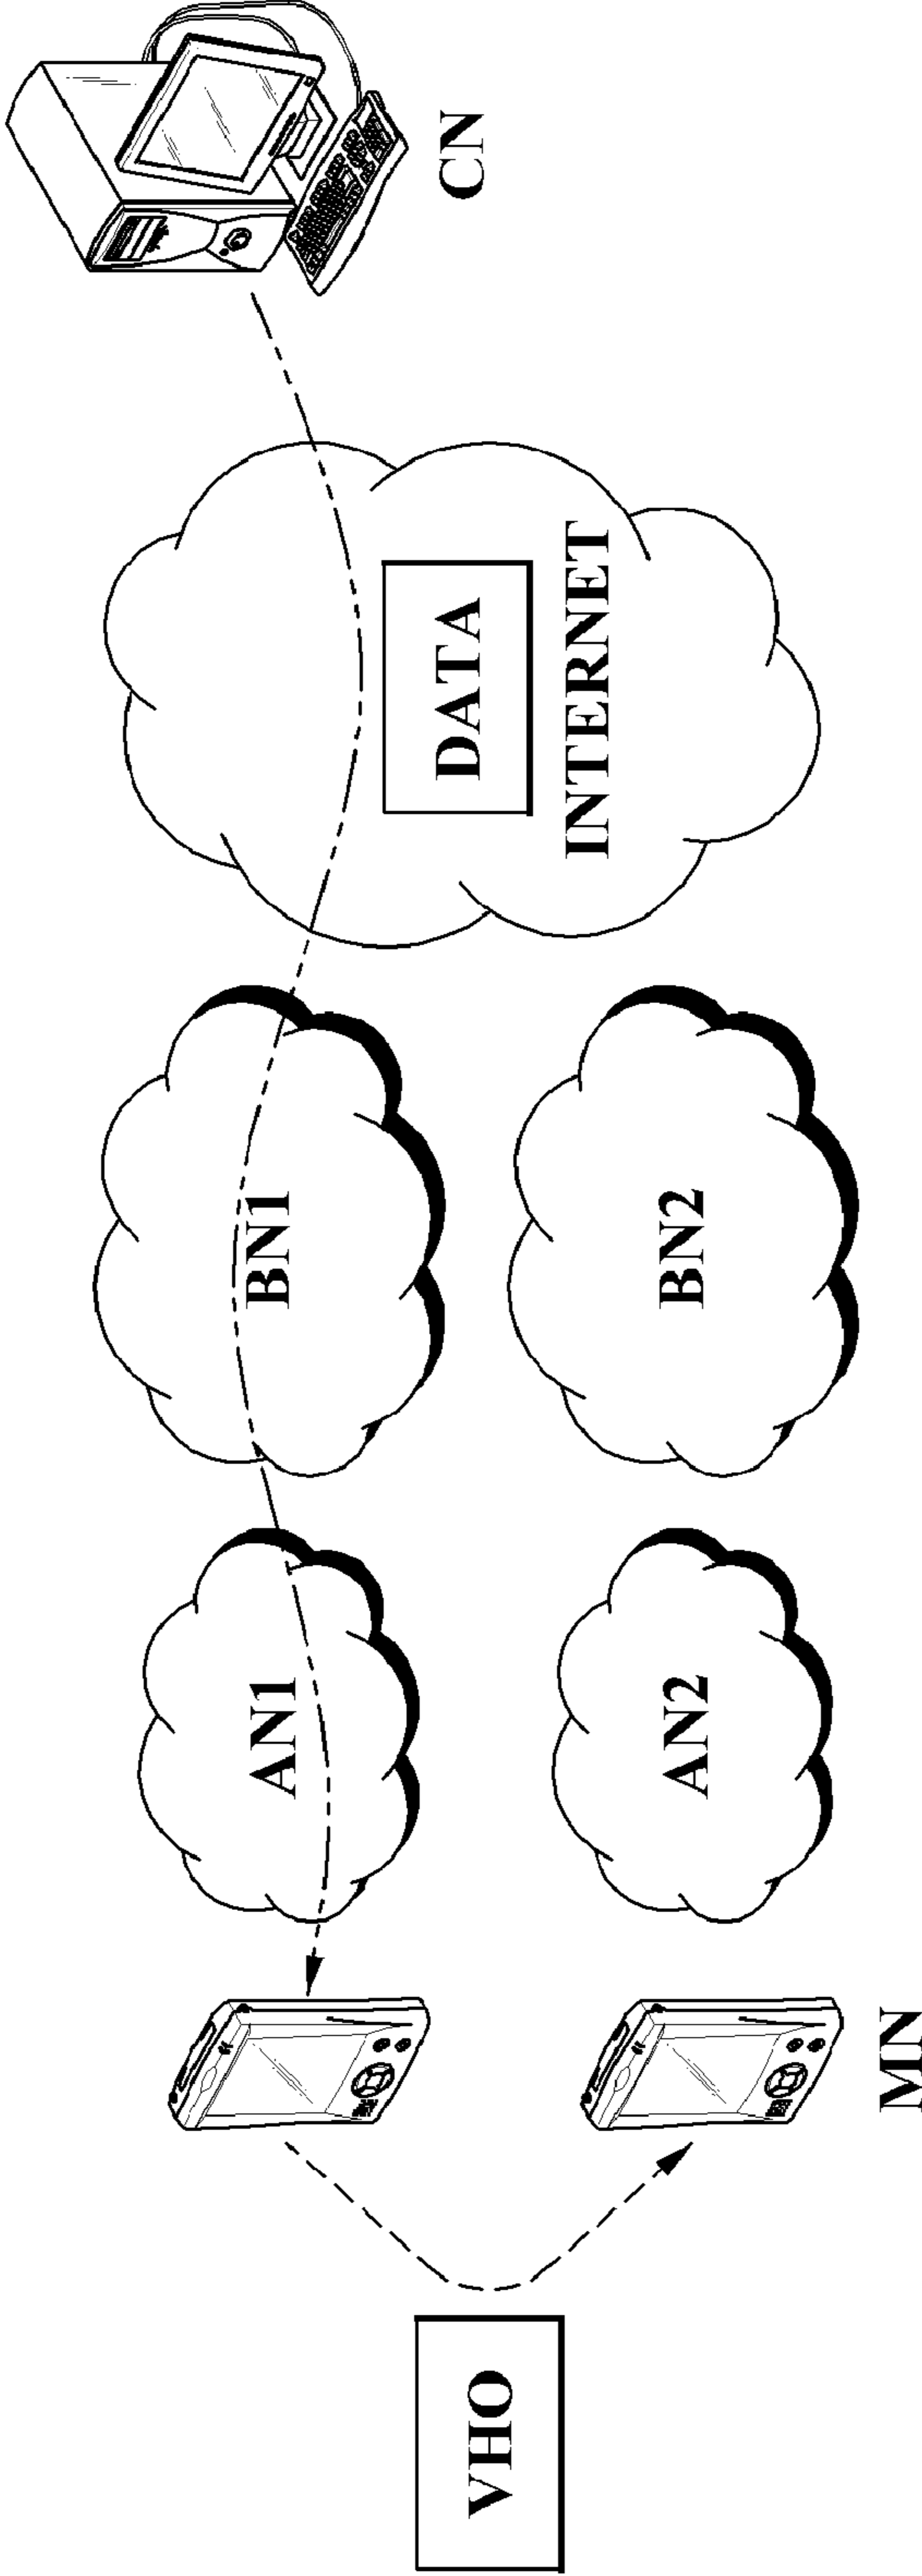 VHO
MN
AN1
AN2
BN1
BN2
DATA
INTERNET
CN